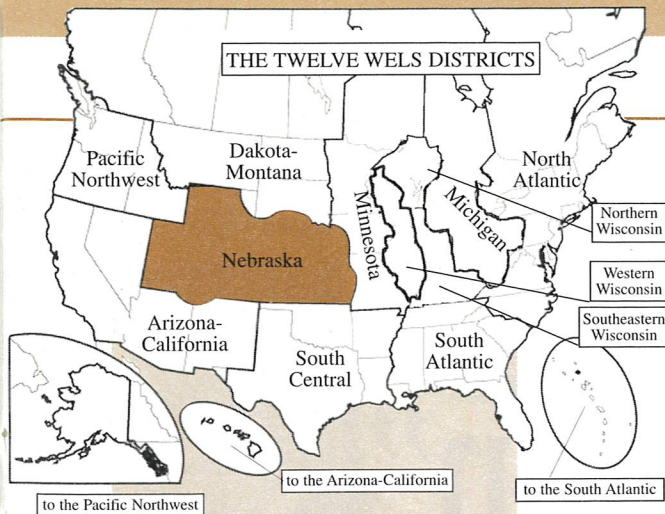 THE TWELVE WELS DISTRICTS
Pacific
Northwest
Dakota-
Montana
North
Atlantic
Minnesota
Michigan
Northern
Wisconsin
Nebraska
Western
Wisconsin
Southeastern
Wisconsin
Arizona-
California
South
Central
South
Atlantic
to the Arizona-California
to the South Atlantic
to the Pacific Northwest